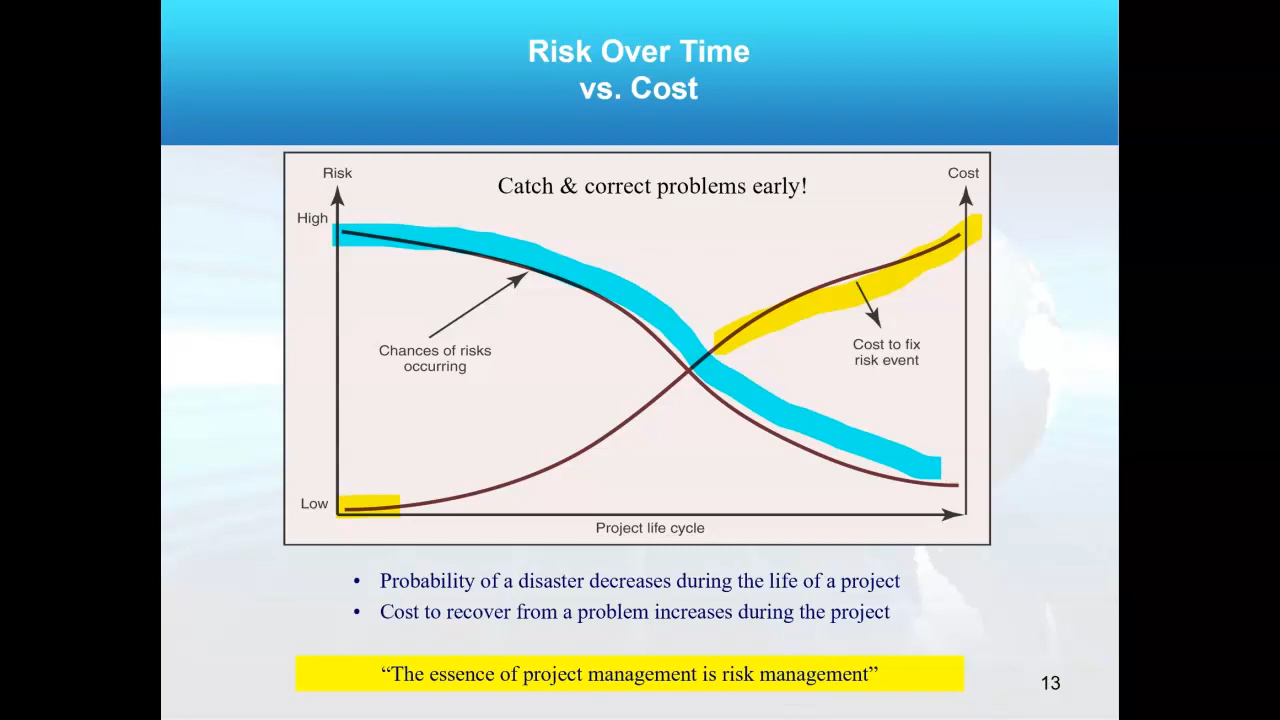 Risk Over Time
vs. Cost
Risk
Catch & correct problems early!
Cost
High
Chances of risks
occurring
Cost to fix
risk event
Low
Project life cycle
• Probability of a disaster decreases during the life of a project
• Cost to recover from a problem increases during the project
“The essence of project management is risk management”
13